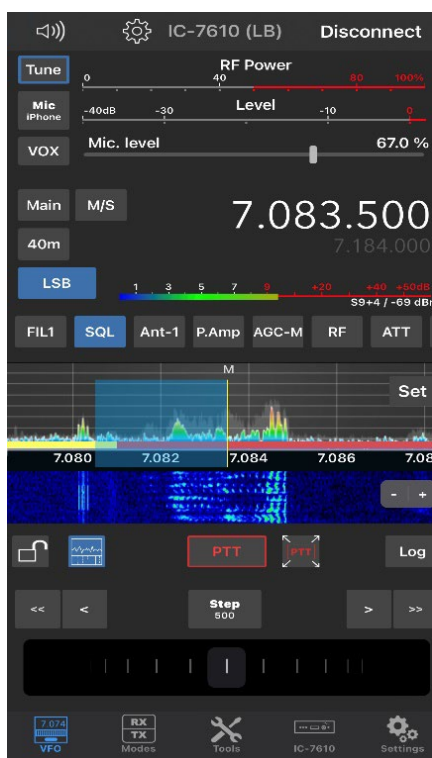 IC-7610 (LB) Disconnect
Tune
RF Power
0 40 80 100%
Mic
iPhone
-40dB -30 Level -10 0
VOX
Mic. level 67.0 %
Main M/S
7.083.500
40m
7.184.000
LSB
1 3 5 7 9 +20 +40 +50dB
S9+4 / -69 dBm
FIL1 SQL Ant-1 P.Amp AGC-M RF ATT
M
Set
7.080 7.082 7.084 7.086 7.08
- +
PTT PTT Log
<< < Step > >>
500
7.074
RX
TX
VFO Modes Tools IC-7610 Settings